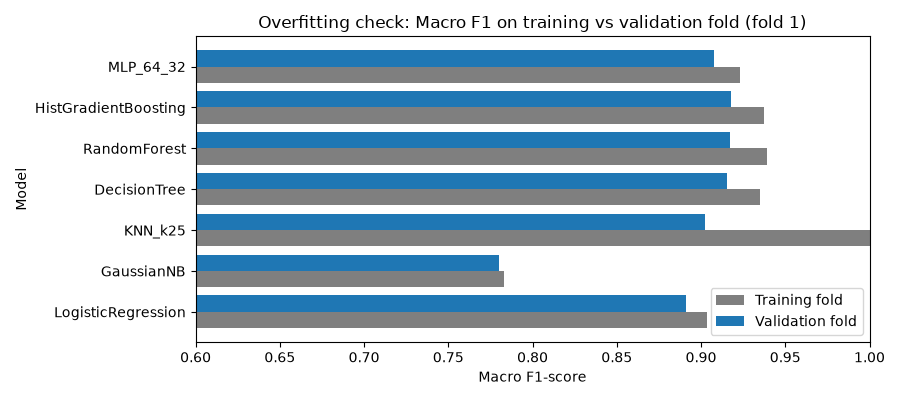 Overfitting check: Macro F1 on training vs validation fold (fold 1)
Model
MLP_64_32
HistGradientBoosting
RandomForest
DecisionTree
KNN_k25
GaussianNB
LogisticRegression
Training fold
Validation fold
0.60 0.65 0.70 0.75 0.80 0.85 0.90 0.95 1.00
Macro F1-score